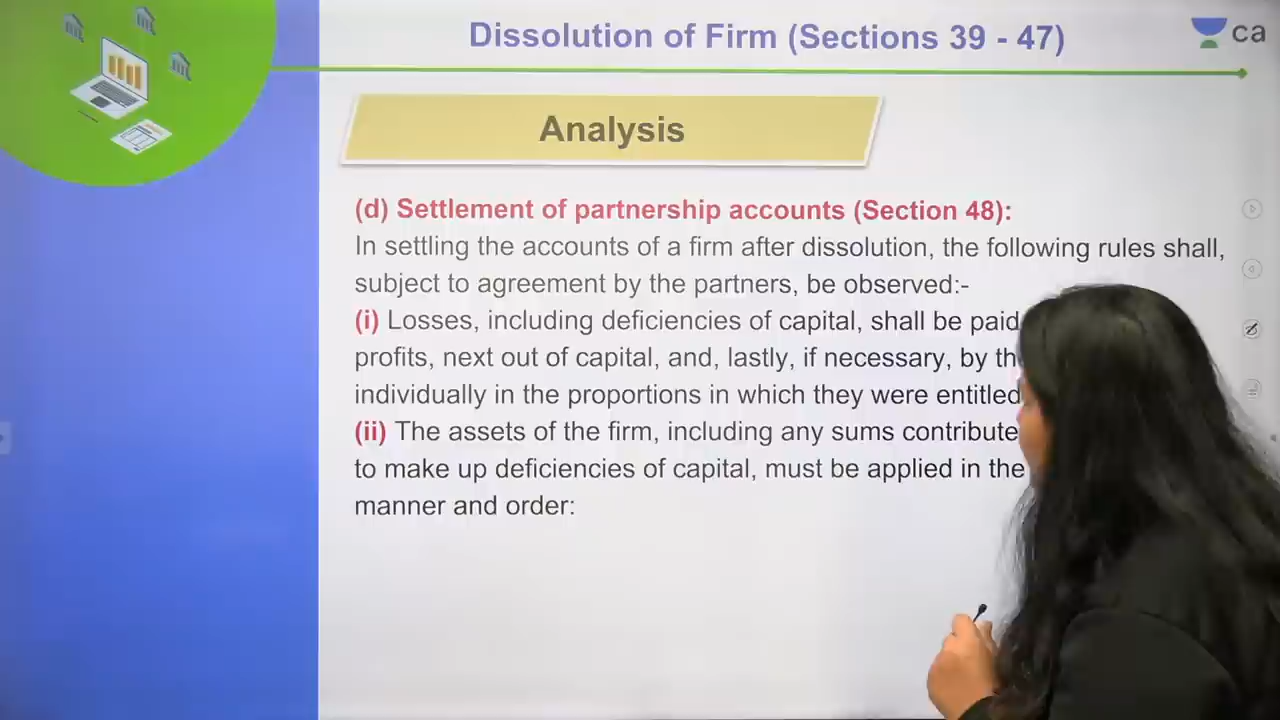 Dissolution of Firm (Sections 39 - 47)
ca
Analysis
(d) Settlement of partnership accounts (Section 48):
In settling the accounts of a firm after dissolution, the following rules shall,
subject to agreement by the partners, be observed:-
(i) Losses, including deficiencies of capital, shall be paid
profits, next out of capital, and, lastly, if necessary, by th
individually in the proportions in which they were entitled
(ii) The assets of the firm, including any sums contribute
to make up deficiencies of capital, must be applied in the
manner and order: